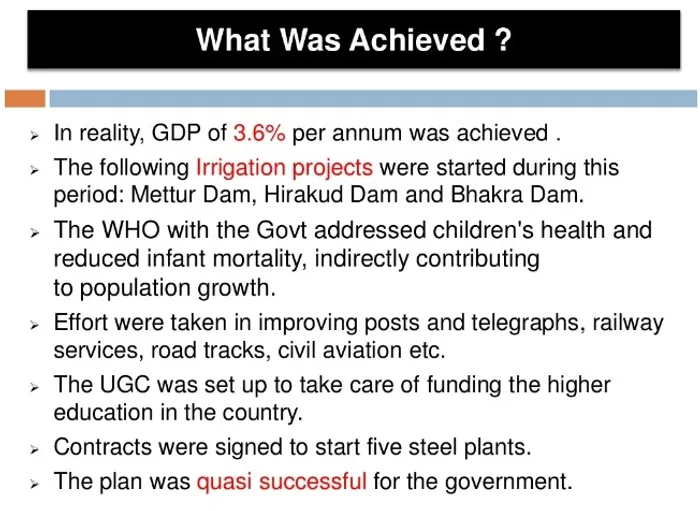 What Was Achieved ?
➢ In reality, GDP of 3.6% per annum was achieved .
➢ The following Irrigation projects were started during this
period: Mettur Dam, Hirakud Dam and Bhakra Dam.
➢ The WHO with the Govt addressed children's health and
reduced infant mortality, indirectly contributing
to population growth.
➢ Effort were taken in improving posts and telegraphs, railway
services, road tracks, civil aviation etc.
➢ The UGC was set up to take care of funding the higher
education in the country.
➢ Contracts were signed to start five steel plants.
➢ The plan was quasi successful for the government.